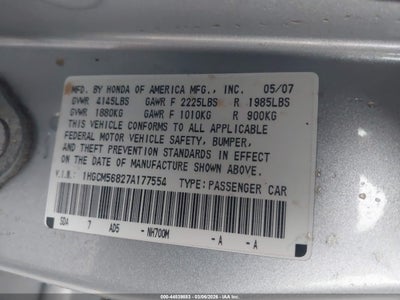 MFD. BY HONDA OF AMERICA MFG., INC. 05/07
GVWR 4145LBS GAWR F 2225LBS R 1985LBS
GVWR 1880KG GAWR F 1010KG R 900KG
THIS VEHICLE CONFORMS TO ALL APPLICABLE
FEDERAL MOTOR VEHICLE SAFETY, BUMPER,
AND THEFT PREVENTION STANDARDS IN EFFECT
ON THE DATE OF MANUFACTURE SHOWN ABOVE.
V.I.N.: 1HGCM56827A177554 TYPE: PASSENGER CAR
SDA 7 AD5 - NH700M - A - A
000-44539883 - 03/06/2026 - IAA Inc.